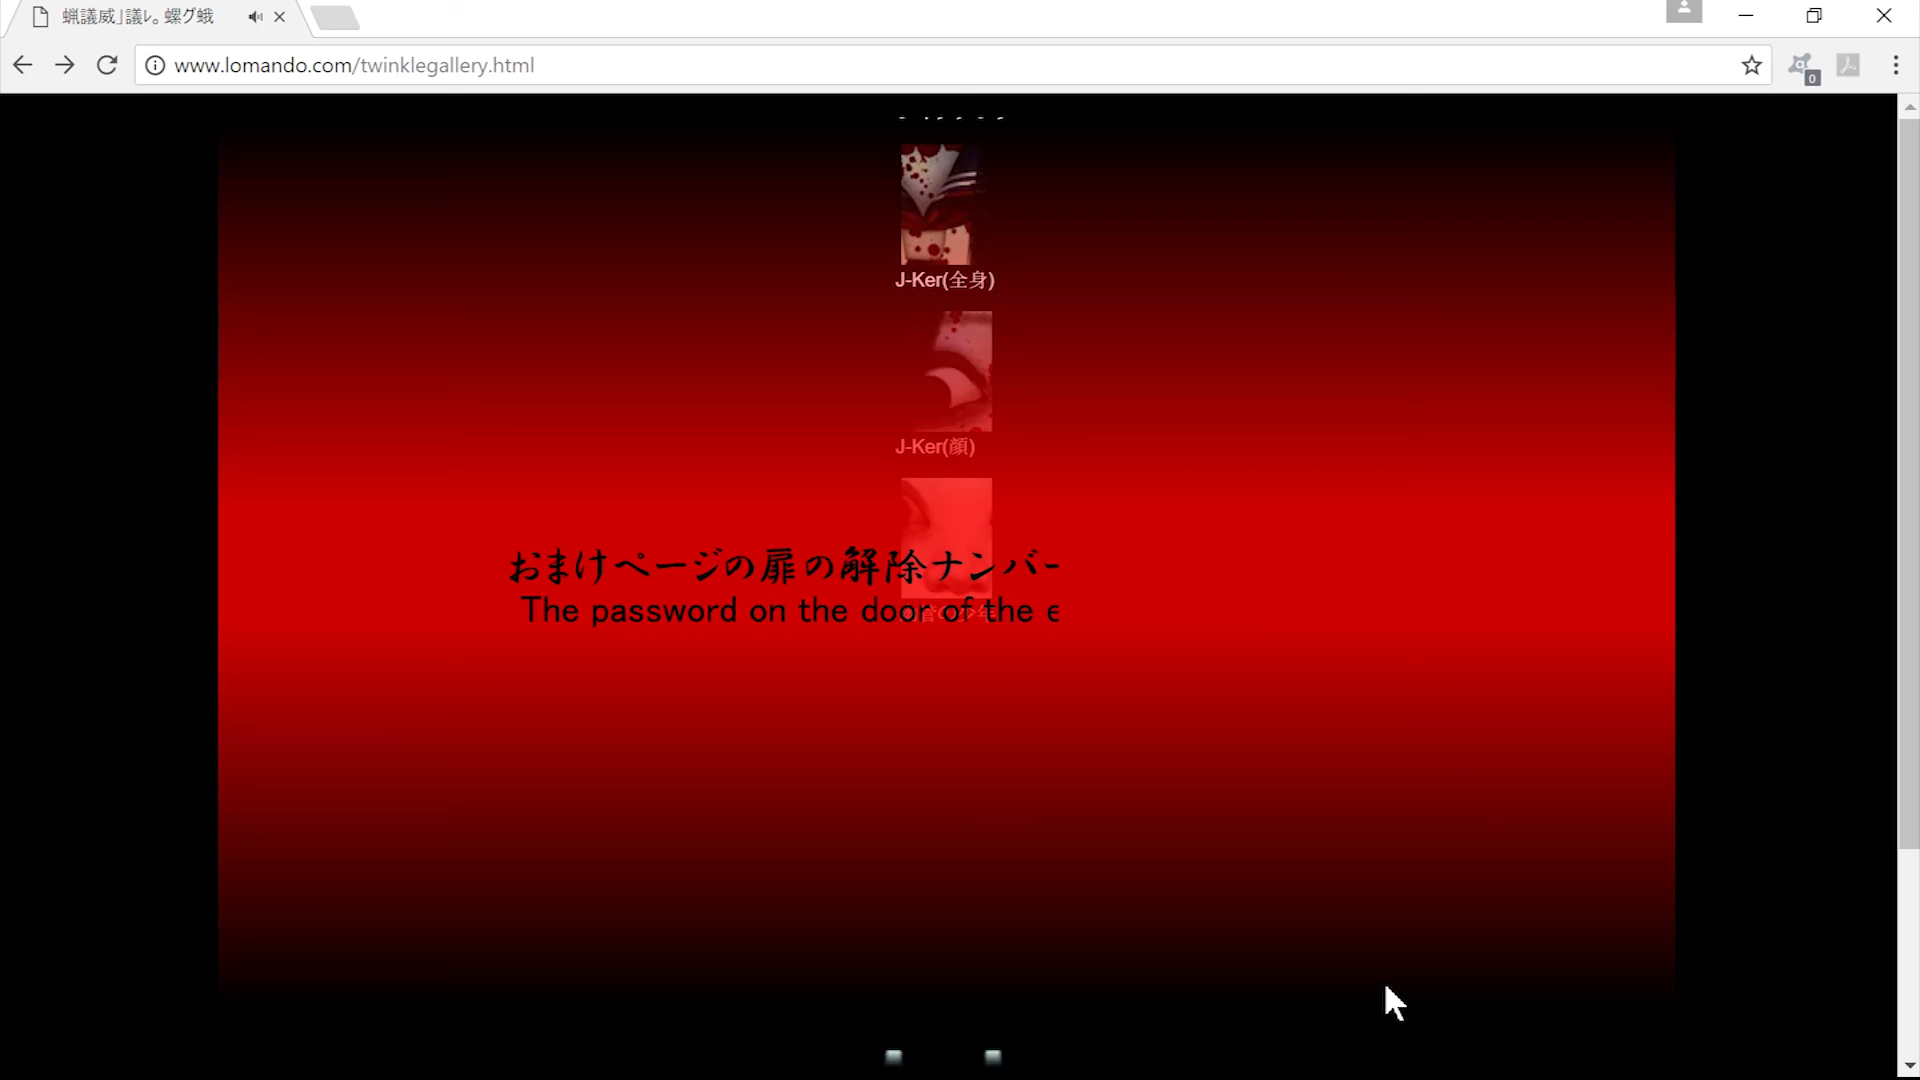 蝋議威｣議ﾚ｡ 螺グ蛾
www.lomando.com/twinklegallery.html
0
J-Ker(全身)
J-Ker(顔)
おまけページの扉の解除ナンバー
The password on the door of the e